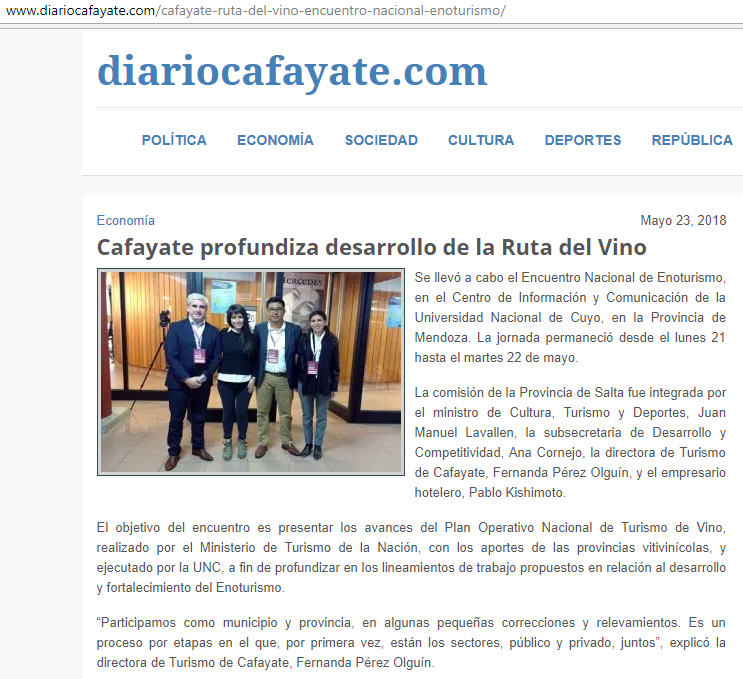 www.diariocafayate.com/cafayate-ruta-del-vino-encuentro-nacional-enoturismo/
diariocafayate.com
POLÍTICA ECONOMÍA SOCIEDAD CULTURA DEPORTES REPÚBLICA
Economía Mayo 23, 2018
Cafayate profundiza desarrollo de la Ruta del Vino
MERCEDES
Se llevó a cabo el Encuentro Nacional de Enoturismo,
en el Centro de Información y Comunicación de la
Universidad Nacional de Cuyo, en la Provincia de
Mendoza. La jornada permaneció desde el lunes 21
hasta el martes 22 de mayo.
La comisión de la Provincia de Salta fue integrada por
el ministro de Cultura, Turismo y Deportes, Juan
Manuel Lavallen, la subsecretaria de Desarrollo y
Competitividad, Ana Cornejo, la directora de Turismo
de Cafayate, Fernanda Pérez Olguín, y el empresario
hotelero, Pablo Kishimoto.
El objetivo del encuentro es presentar los avances del Plan Operativo Nacional de Turismo de Vino,
realizado por el Ministerio de Turismo de la Nación, con los aportes de las provincias vitivinícolas, y
ejecutado por la UNC, a fin de profundizar en los lineamientos de trabajo propuestos en relación al desarrollo
y fortalecimiento del Enoturismo.
“Participamos como municipio y provincia, en algunas pequeñas correcciones y relevamientos. Es un
proceso por etapas en el que, por primera vez, están los sectores, público y privado, juntos”, explicó la
directora de Turismo de Cafayate, Fernanda Pérez Olguín.